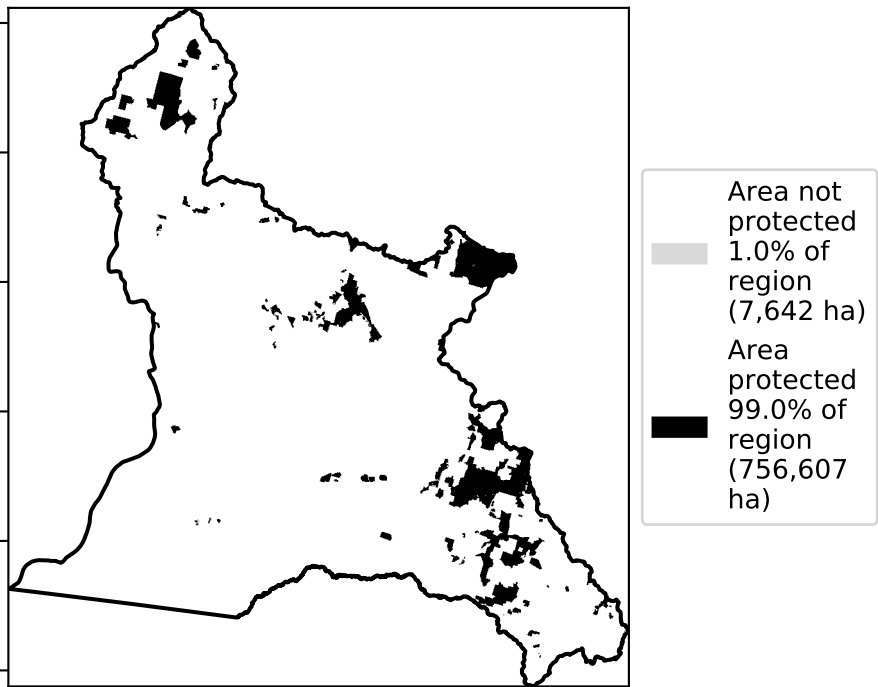 Area not
protected
1.0% of
region
(7,642 ha)
Area
protected
99.0% of
region
(756,607
ha)